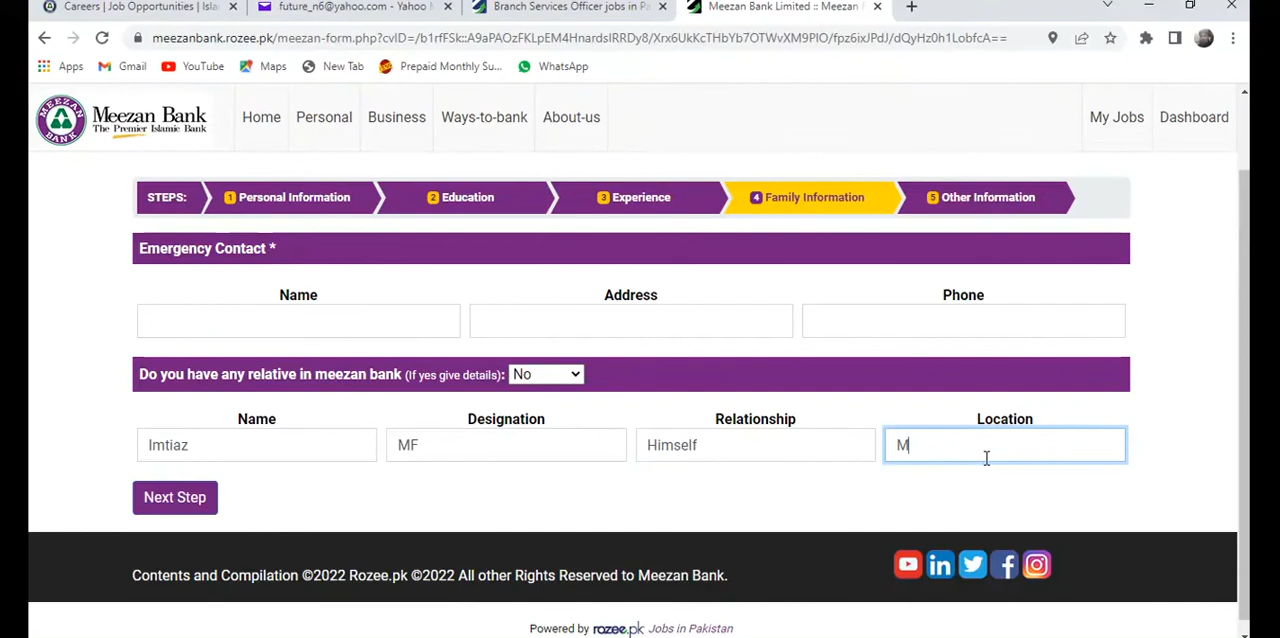 Careers | Job Opportunities | Isla
future_n6@yahoo.com - Yahoo M
Branch Services Officer jobs in Pa
Meezan Bank Limited :: Meezan F
meezanbank.rozee.pk/meezan-form.php?cvID=/b1rfFSk::A9aPAOzFKLpEM4HnardsIRRDy8/Xrx6UkKcTHbYb7OTWvXM9PlO/fpz6ixJPdJ/dQyHz0h1LobfcA==
Apps
Gmail
YouTube
Maps
New Tab
Prepaid Monthly Su...
WhatsApp
MEEZAN BANK
Meezan Bank
The Premier Islamic Bank
Home
Personal
Business
Ways-to-bank
About-us
My Jobs
Dashboard
STEPS:
1 Personal Information
2 Education
3 Experience
4 Family Information
5 Other Information
Emergency Contact *
Name
Address
Phone
Do you have any relative in meezan bank (If yes give details): No
Name
Designation
Relationship
Location
Imtiaz
MF
Himself
M
Next Step
Contents and Compilation ©2022 Rozee.pk ©2022 All other Rights Reserved to Meezan Bank.
Powered by rozee.pk Jobs in Pakistan